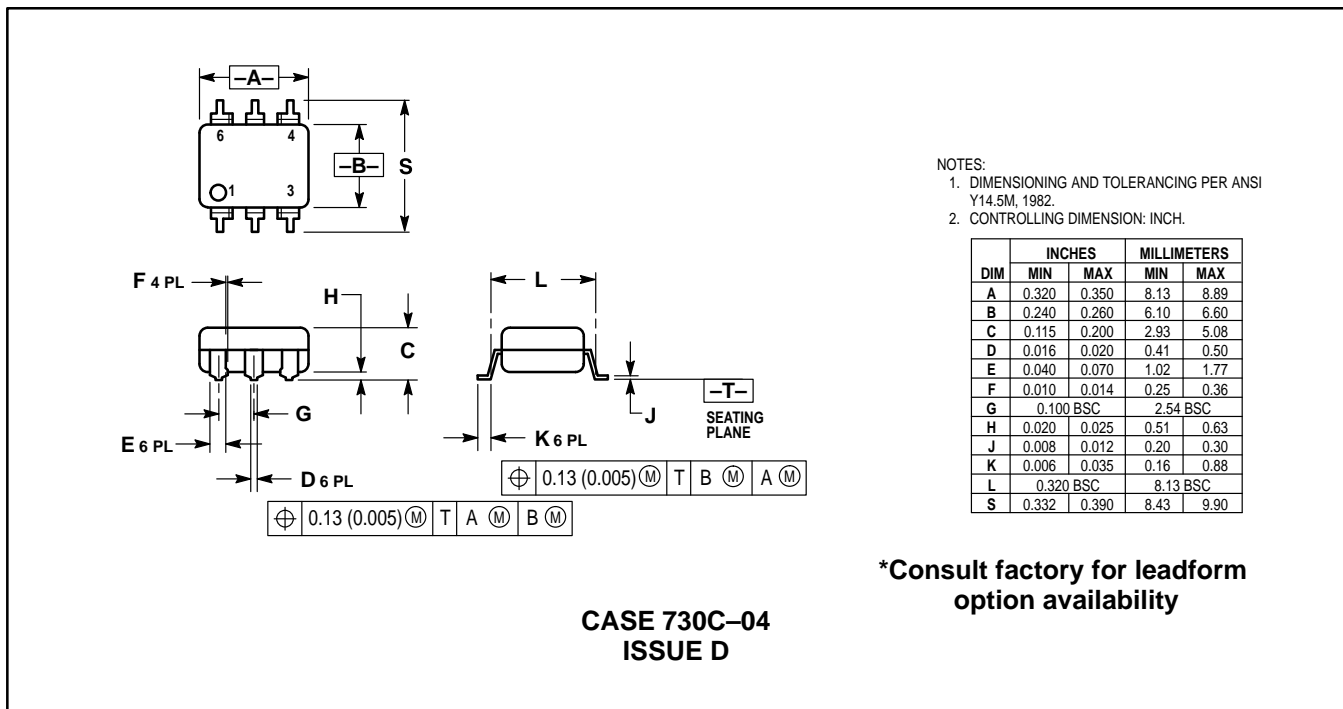 –A–
6 4
–B–
S
1 3
F 4 PL
H
L
C
–T–
SEATING
PLANE
J
G
K 6 PL
E 6 PL
D 6 PL
⌖ 0.13 (0.005) Ⓜ T B Ⓜ A Ⓜ
⌖ 0.13 (0.005) Ⓜ T A Ⓜ B Ⓜ
NOTES:
1. DIMENSIONING AND TOLERANCING PER ANSI
Y14.5M, 1982.
2. CONTROLLING DIMENSION: INCH.
INCHES MILLIMETERS
DIM MIN MAX MIN MAX
A 0.320 0.350 8.13 8.89
B 0.240 0.260 6.10 6.60
C 0.115 0.200 2.93 5.08
D 0.016 0.020 0.41 0.50
E 0.040 0.070 1.02 1.77
F 0.010 0.014 0.25 0.36
G 0.100 BSC 2.54 BSC
H 0.020 0.025 0.51 0.63
J 0.008 0.012 0.20 0.30
K 0.006 0.035 0.16 0.88
L 0.320 BSC 8.13 BSC
S 0.332 0.390 8.43 9.90
*Consult factory for leadform
option availability
CASE 730C–04
ISSUE D